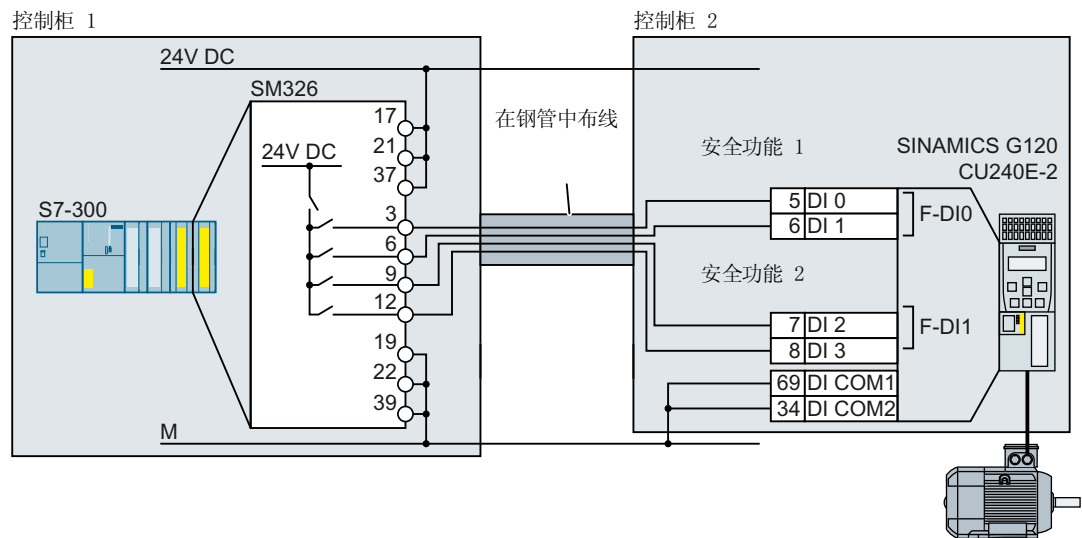 控制柜 1
控制柜 2
24V DC
SM326
17
21
37
24V DC
3
6
9
12
19
22
39
M
S7-300
在钢管中布线
安全功能 1
SINAMICS G120
CU240E-2
5 DI 0
6 DI 1
F-DI0
安全功能 2
7 DI 2
8 DI 3
F-DI1
69 DI COM1
34 DI COM2